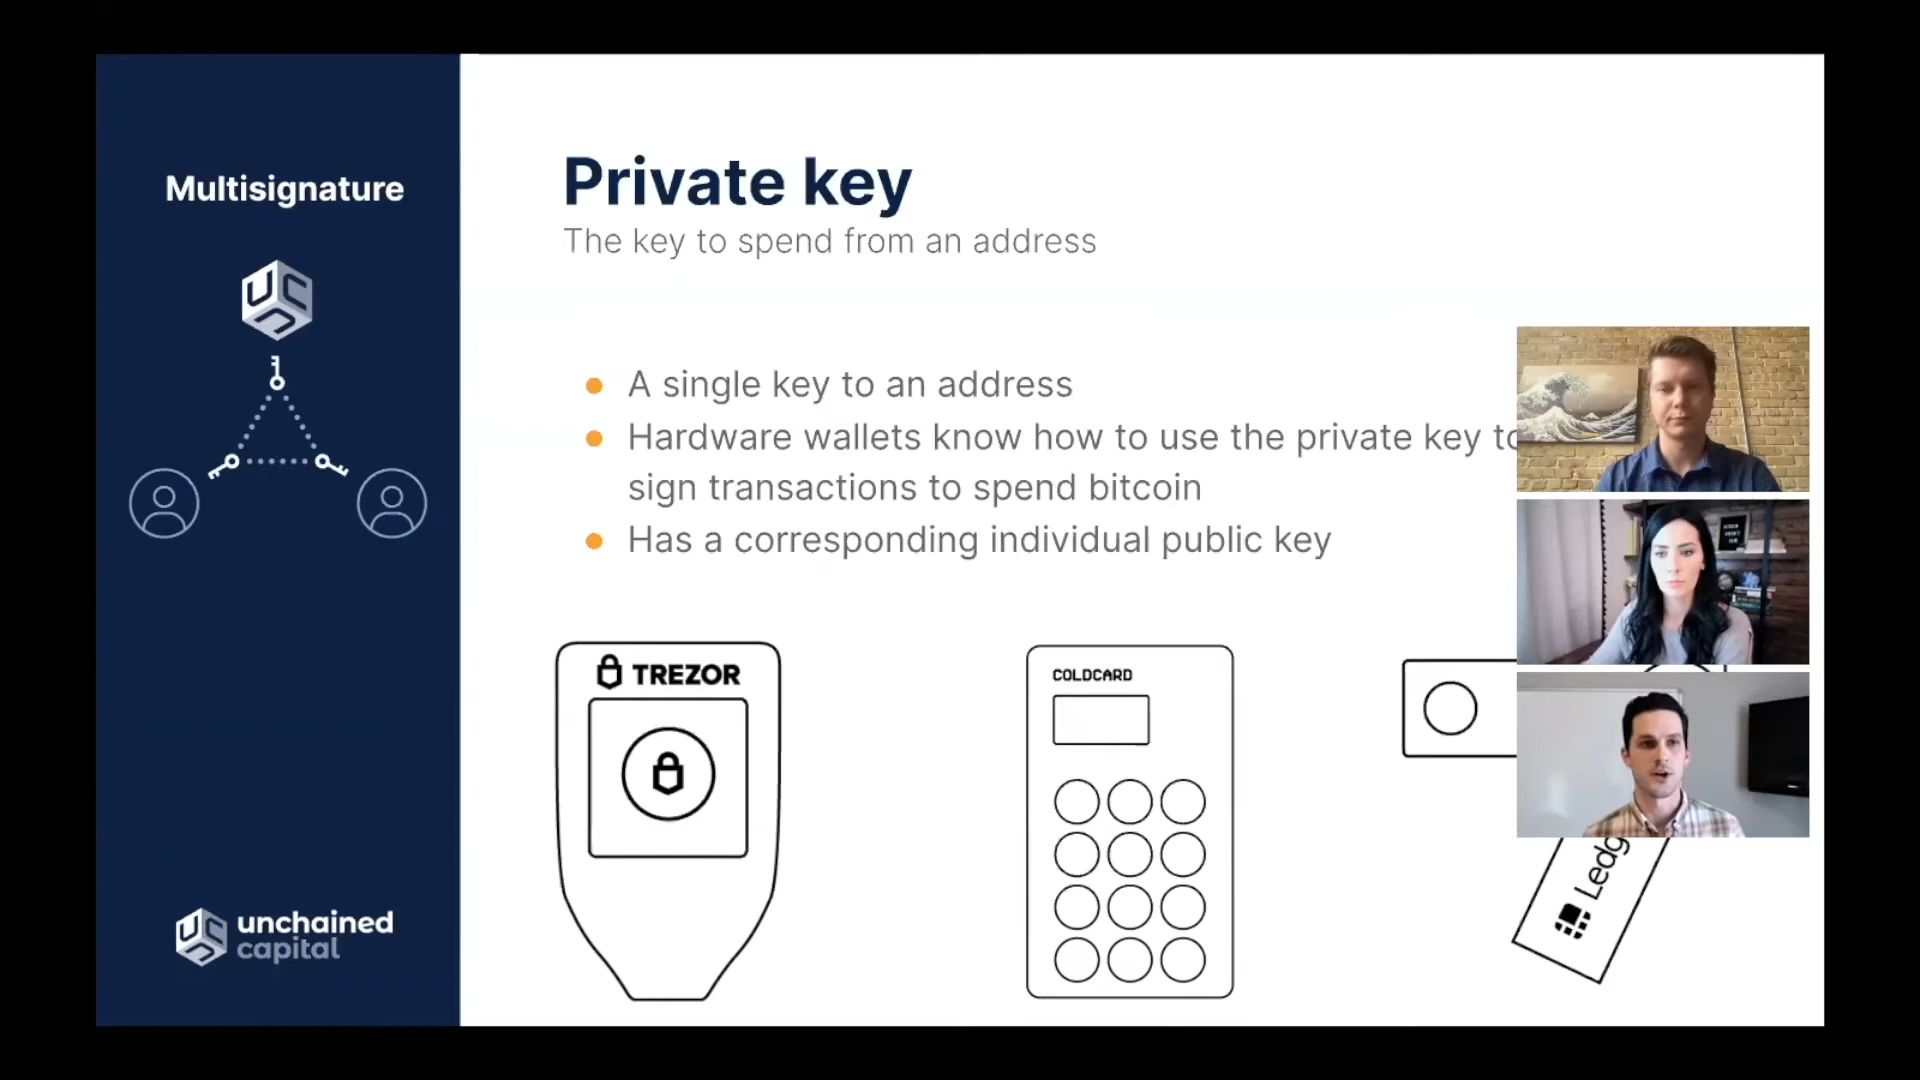 Multisignature
unchained
capital
Private key
The key to spend from an address
A single key to an address
Hardware wallets know how to use the private key to
sign transactions to spend bitcoin
Has a corresponding individual public key
TREZOR
COLDCARD
Ledg